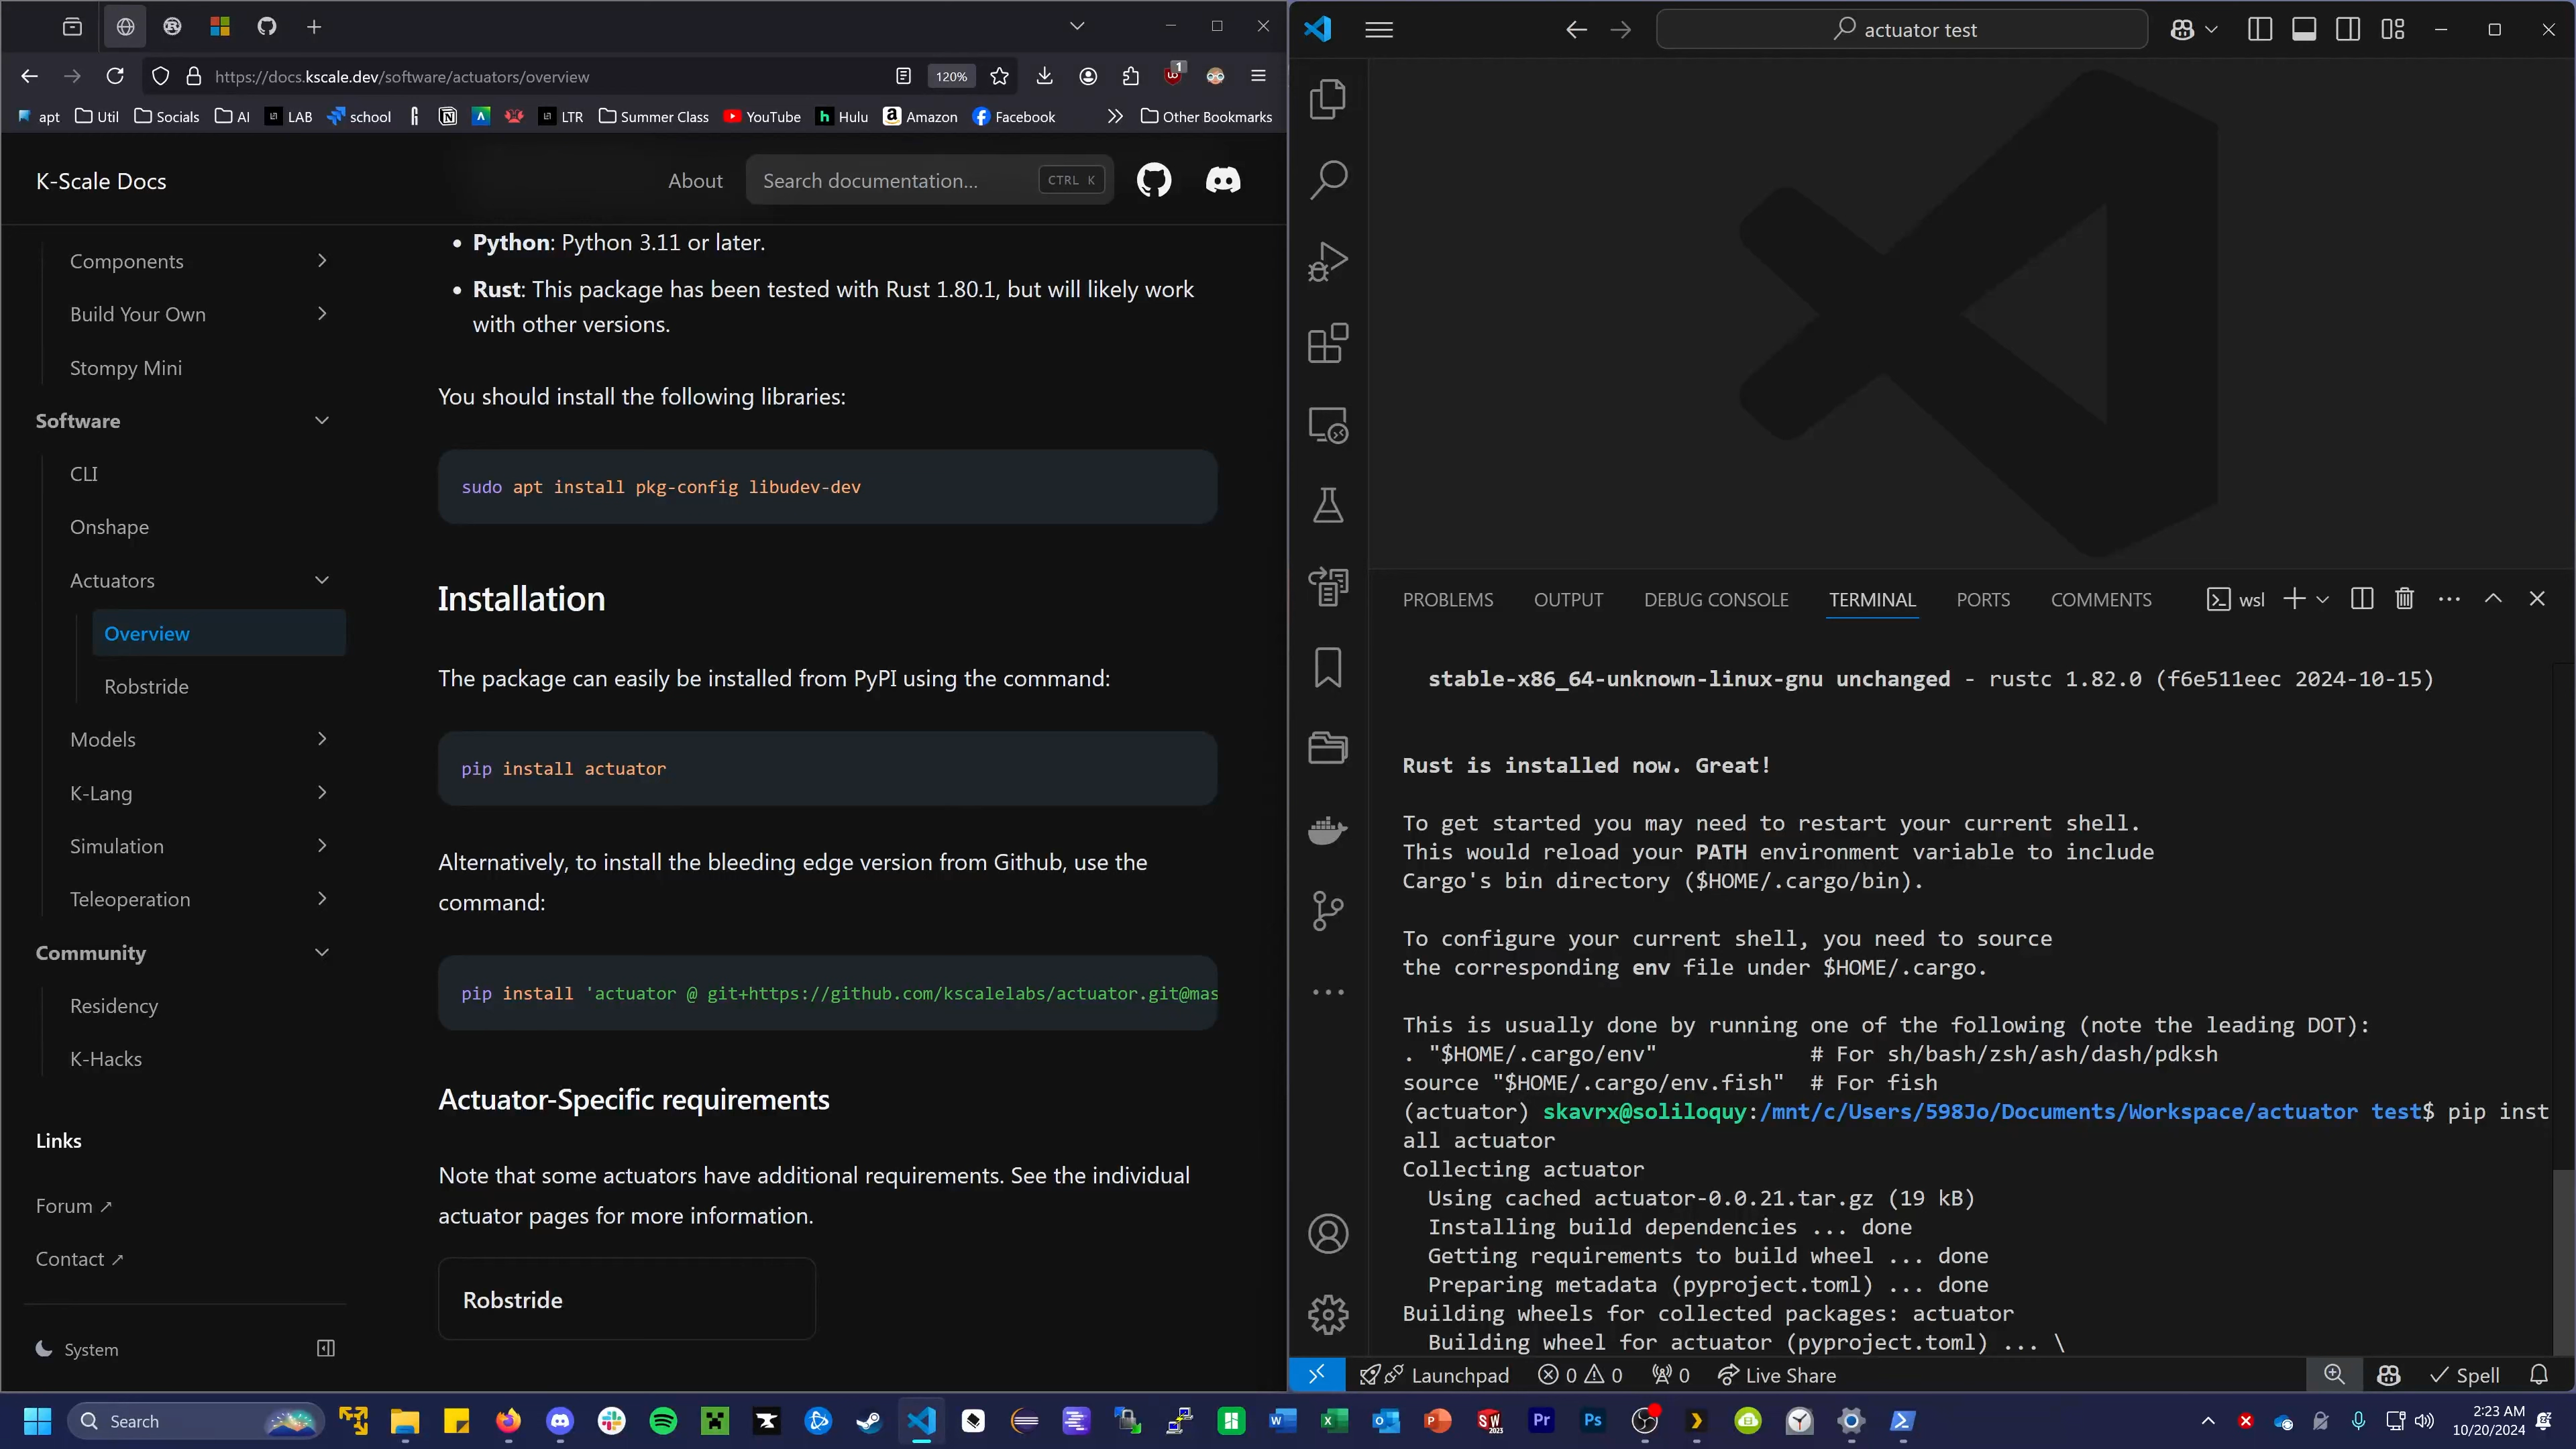 https://docs.kscale.dev/software/actuators/overview
120%
1
apt
Util
Socials
AI
LAB
school
LTR
Summer Class
YouTube
Hulu
Amazon
Facebook
Other Bookmarks
K-Scale Docs
About
Search documentation...
CTRL K
Components
Build Your Own
Stompy Mini
Software
CLI
Onshape
Actuators
Overview
Robstride
Models
K-Lang
Simulation
Teleoperation
Community
Residency
K-Hacks
Links
Forum ↗
Contact ↗
System
• Python: Python 3.11 or later.
• Rust: This package has been tested with Rust 1.80.1, but will likely work
with other versions.
You should install the following libraries:
sudo apt install pkg-config libudev-dev
Installation
The package can easily be installed from PyPI using the command:
pip install actuator
Alternatively, to install the bleeding edge version from Github, use the
command:
pip install 'actuator @ git+https://github.com/kscalelabs/actuator.git@mas
Actuator-Specific requirements
Note that some actuators have additional requirements. See the individual
actuator pages for more information.
Robstride
actuator test
PROBLEMS
OUTPUT
DEBUG CONSOLE
TERMINAL
PORTS
COMMENTS
wsl
stable-x86_64-unknown-linux-gnu unchanged - rustc 1.82.0 (f6e511eec 2024-10-15)
Rust is installed now. Great!
To get started you may need to restart your current shell.
This would reload your PATH environment variable to include
Cargo's bin directory ($HOME/.cargo/bin).
To configure your current shell, you need to source
the corresponding env file under $HOME/.cargo.
This is usually done by running one of the following (note the leading DOT):
. "$HOME/.cargo/env"            # For sh/bash/zsh/ash/dash/pdksh
source "$HOME/.cargo/env.fish"  # For fish
(actuator) skavrx@soliloquy:/mnt/c/Users/598Jo/Documents/Workspace/actuator test$ pip inst
all actuator
Collecting actuator
Using cached actuator-0.0.21.tar.gz (19 kB)
Installing build dependencies ... done
Getting requirements to build wheel ... done
Preparing metadata (pyproject.toml) ... done
Building wheels for collected packages: actuator
Building wheel for actuator (pyproject.toml) ... \
Launchpad
0
0
0
Live Share
Spell
Search
SW
2023
Pr
Ps
2:23 AM
10/20/2024